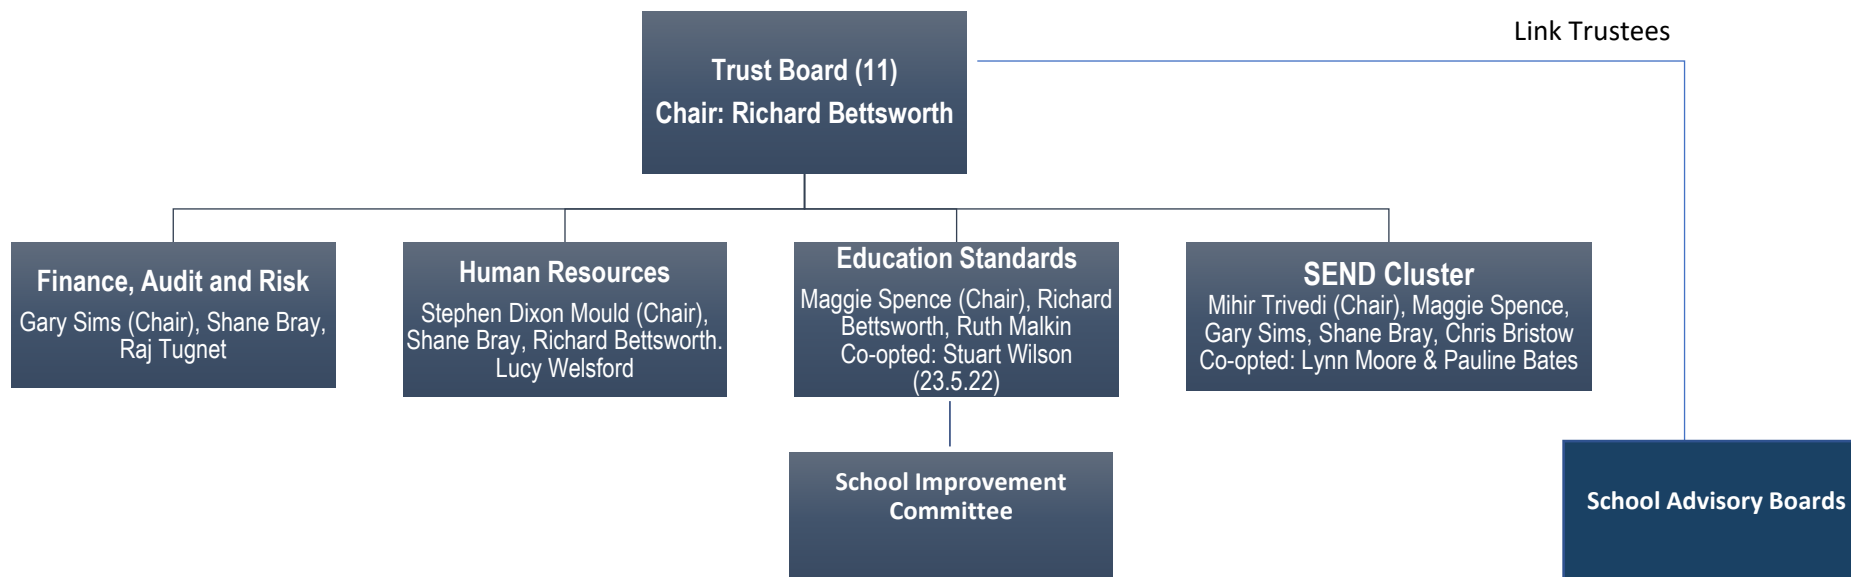 Link Trustees
Trust Board (11)
Chair: Richard Bettsworth
Finance, Audit and Risk
Gary Sims (Chair), Shane Bray,
Raj Tugnet
Human Resources
Stephen Dixon Mould (Chair),
Shane Bray, Richard Bettsworth.
Lucy Welsford
Education Standards
Maggie Spence (Chair), Richard
Bettsworth, Ruth Malkin
Co-opted: Stuart Wilson
(23.5.22)
SEND Cluster
Mihir Trivedi (Chair), Maggie Spence,
Gary Sims, Shane Bray, Chris Bristow
Co-opted: Lynn Moore & Pauline Bates
School Improvement
Committee
School Advisory Boards